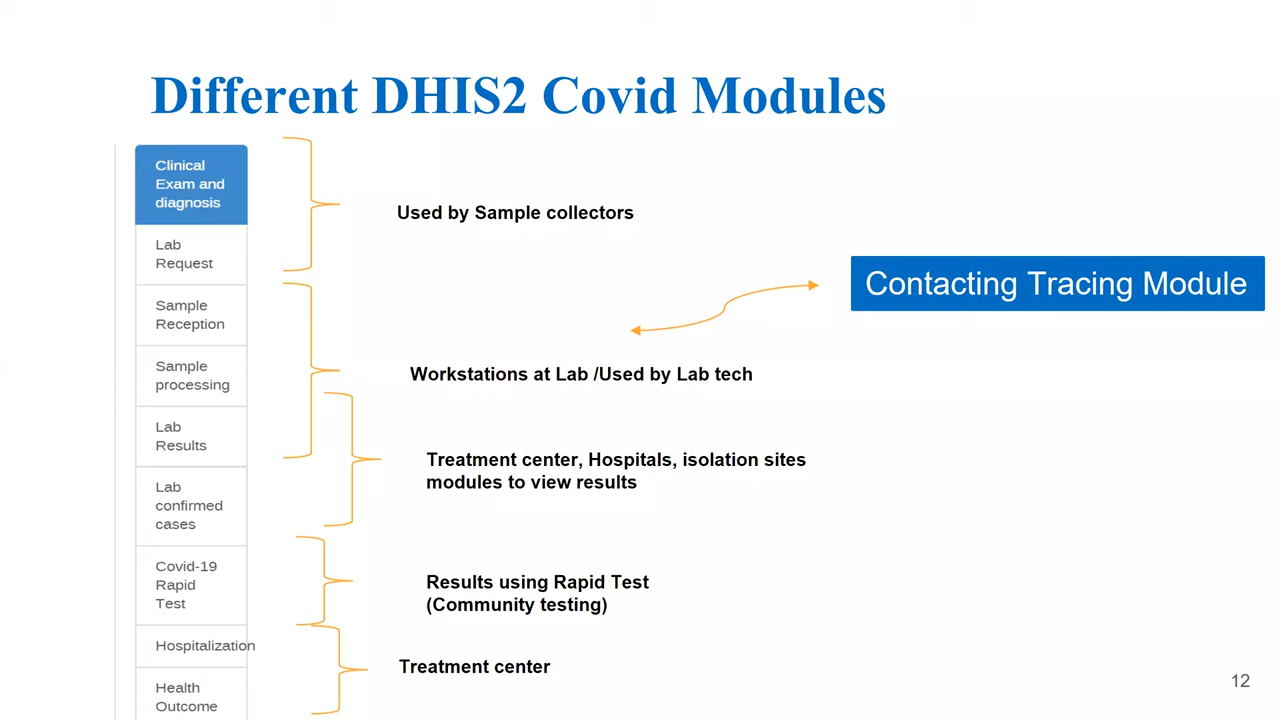 Different DHIS2 Covid Modules
Clinical
Exam and
diagnosis
Lab
Request
Sample
Reception
Sample
processing
Lab
Results
Lab
confirmed
cases
Covid-19
Rapid
Test
Hospitalization
Health
Outcome
Used by Sample collectors
Workstations at Lab /Used by Lab tech
Treatment center, Hospitals, isolation sites
modules to view results
Results using Rapid Test
(Community testing)
Treatment center
Contacting Tracing Module
12